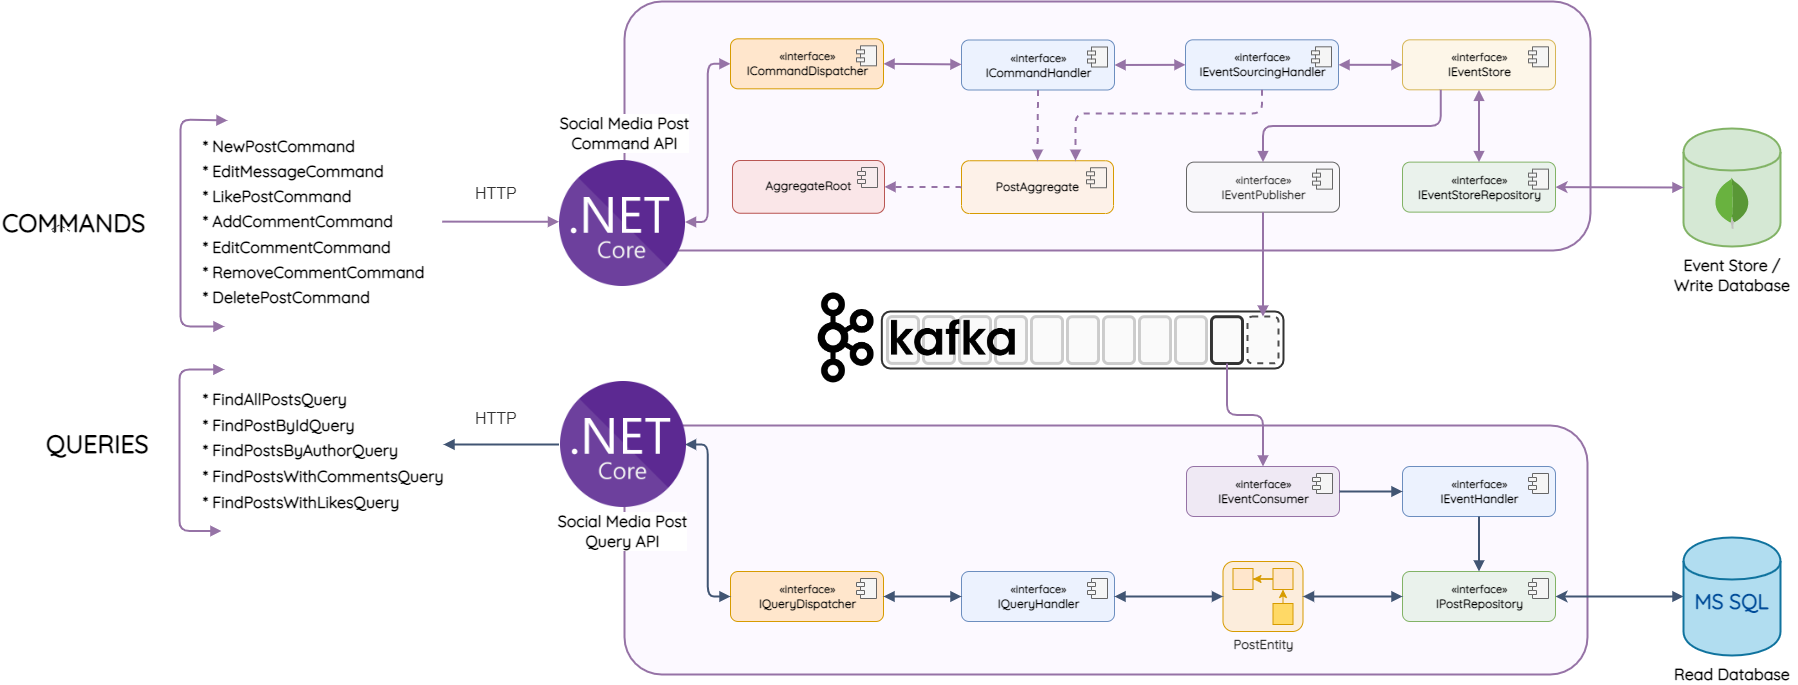 COMMANDS
* NewPostCommand
* EditMessageCommand
* LikePostCommand
* AddCommentCommand
* EditCommentCommand
* RemoveCommentCommand
* DeletePostCommand
HTTP
Social Media Post
Command API
.NET
Core
«interface»
ICommandDispatcher
«interface»
ICommandHandler
«interface»
IEventSourcingHandler
«interface»
IEventStore
AggregateRoot
PostAggregate
«interface»
IEventPublisher
«interface»
IEventStoreRepository
Event Store /
Write Database
kafka
QUERIES
* FindAllPostsQuery
* FindPostByIdQuery
* FindPostsByAuthorQuery
* FindPostsWithCommentsQuery
* FindPostsWithLikesQuery
HTTP
.NET
Core
Social Media Post
Query API
«interface»
IEventConsumer
«interface»
IEventHandler
«interface»
IQueryDispatcher
«interface»
IQueryHandler
PostEntity
«interface»
IPostRepository
MS SQL
Read Database